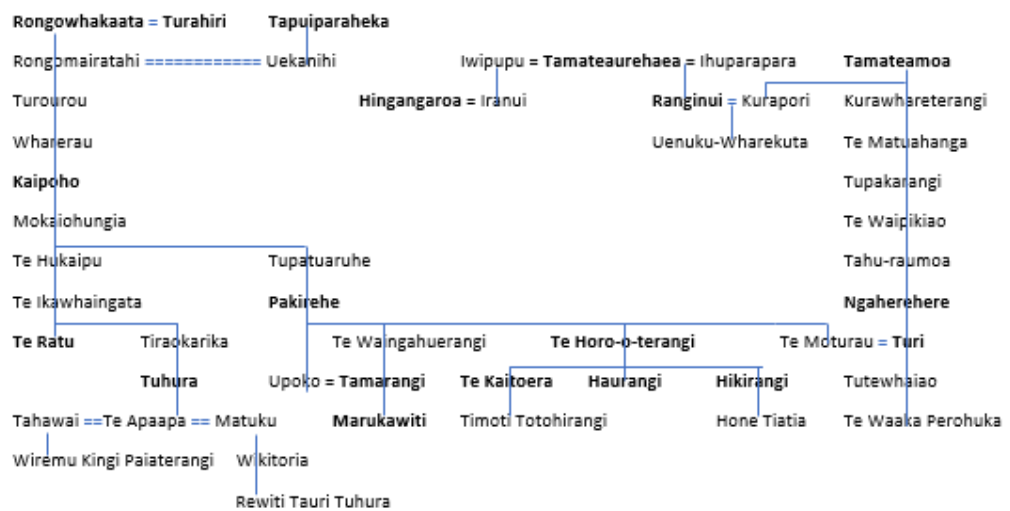 Rongowhakaata = Turahiri Tapuiparaheka
Rongomairatahi ============ Uekanihi Iwipupu = Tamateaurehaea = Ihuparapara Tamateamoa
Turourou Hingangaroa = Iranui Ranginui = Kurapori Kurawhareterangi
Wharerau Uenuku-Wharekuta Te Matuahanga
Kaipoho Tupakarangi
Mokaiohungia Te Waipikiao
Te Hukaipu Tupatuaruhe Tahu-raumoa
Te Ikawhaingata Pakirehe Ngaherehere
Te Ratu Tiraokarika Te Waingahuerangi Te Horo-o-terangi Te Moturau = Turi
Tuhura Upoko = Tamarangi Te Kaitoera Haurangi Hikirangi Tutewhaiao
Tahawai ==Te Apaapa == Matuku Marukawiti Timoti Totohirangi Hone Tiatia Te Waaka Perohuka
Wiremu Kingi Paiaterangi Wikitoria
Rewiti Tauri Tuhura